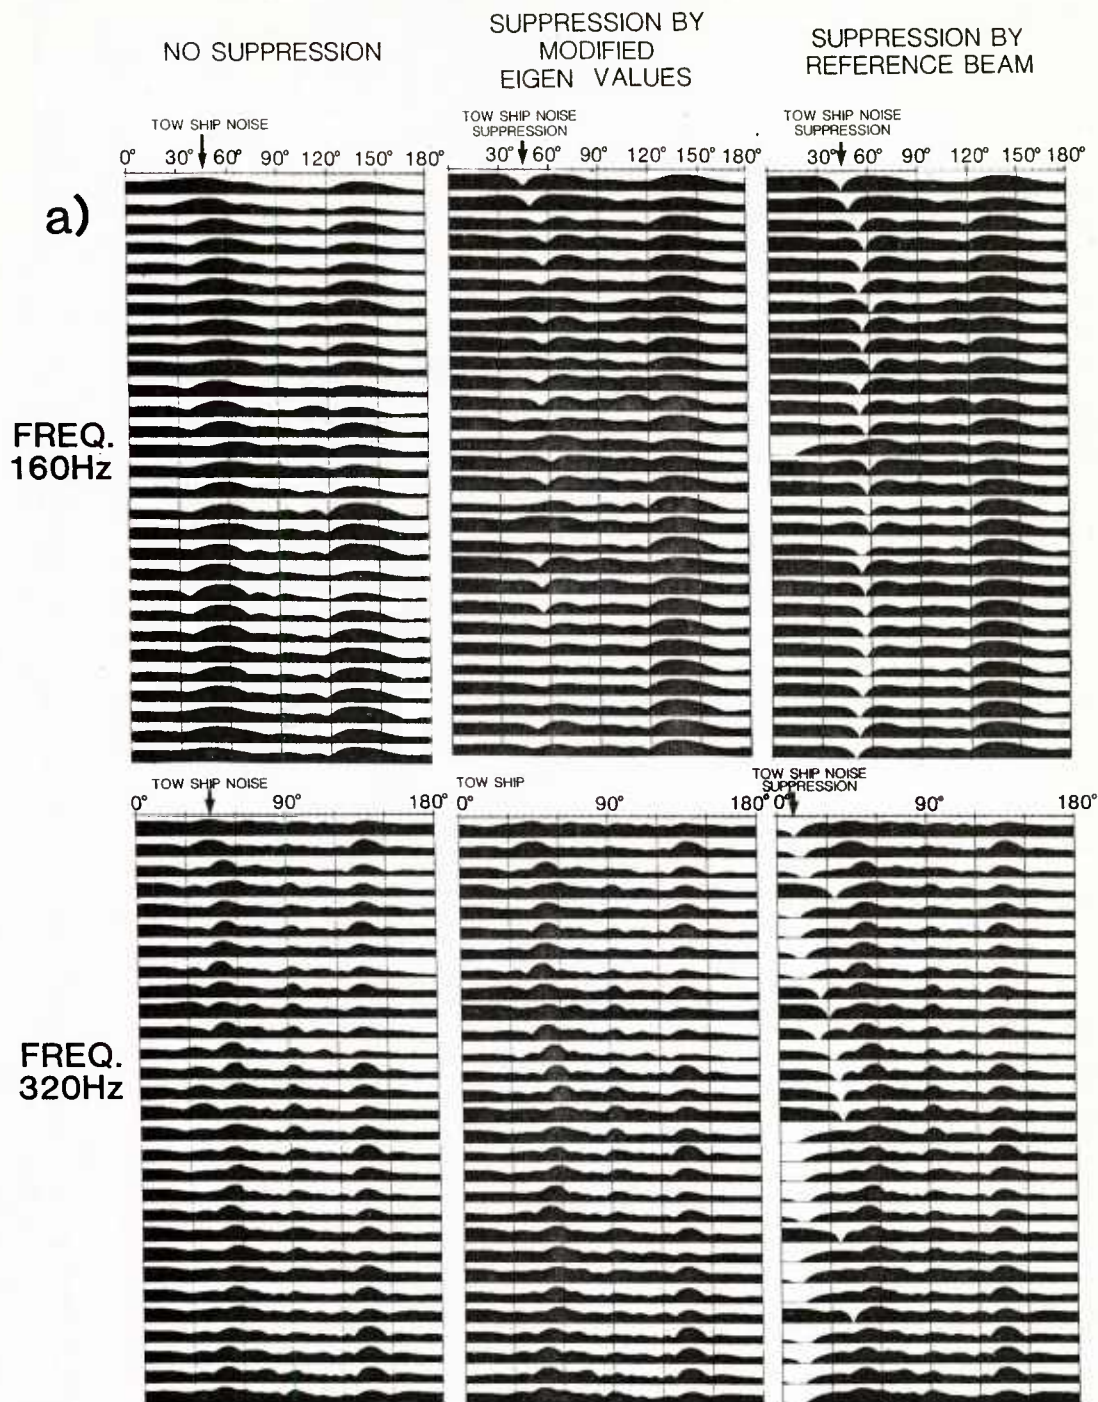 NO SUPPRESSION
SUPPRESSION BY
MODIFIED
EIGEN VALUES
SUPPRESSION BY
REFERENCE BEAM
TOW SHIP NOISE
TOW SHIP NOISE
SUPPRESSION
TOW SHIP NOISE
SUPPRESSION
0° 30° 60° 90° 120° 150° 180°
30° 60° 90° 120° 150° 180°
30° 60° 90° 120° 150° 180°
a)
FREQ.
160Hz
TOW SHIP NOISE
TOW SHIP
TOW SHIP NOISE
SUPPRESSION
0° 90° 180°
0° 90° 180°
0° 90° 180°
FREQ.
320Hz